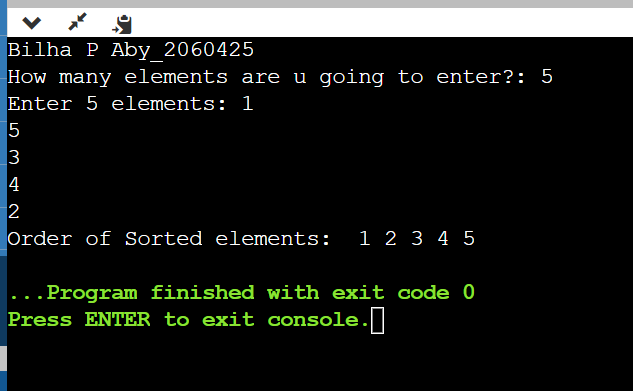 Bilha P Aby_2060425
How many elements are u going to enter?: 5
Enter 5 elements: 1
5
3
4
2
Order of Sorted elements:  1 2 3 4 5
...Program finished with exit code 0
Press ENTER to exit console.